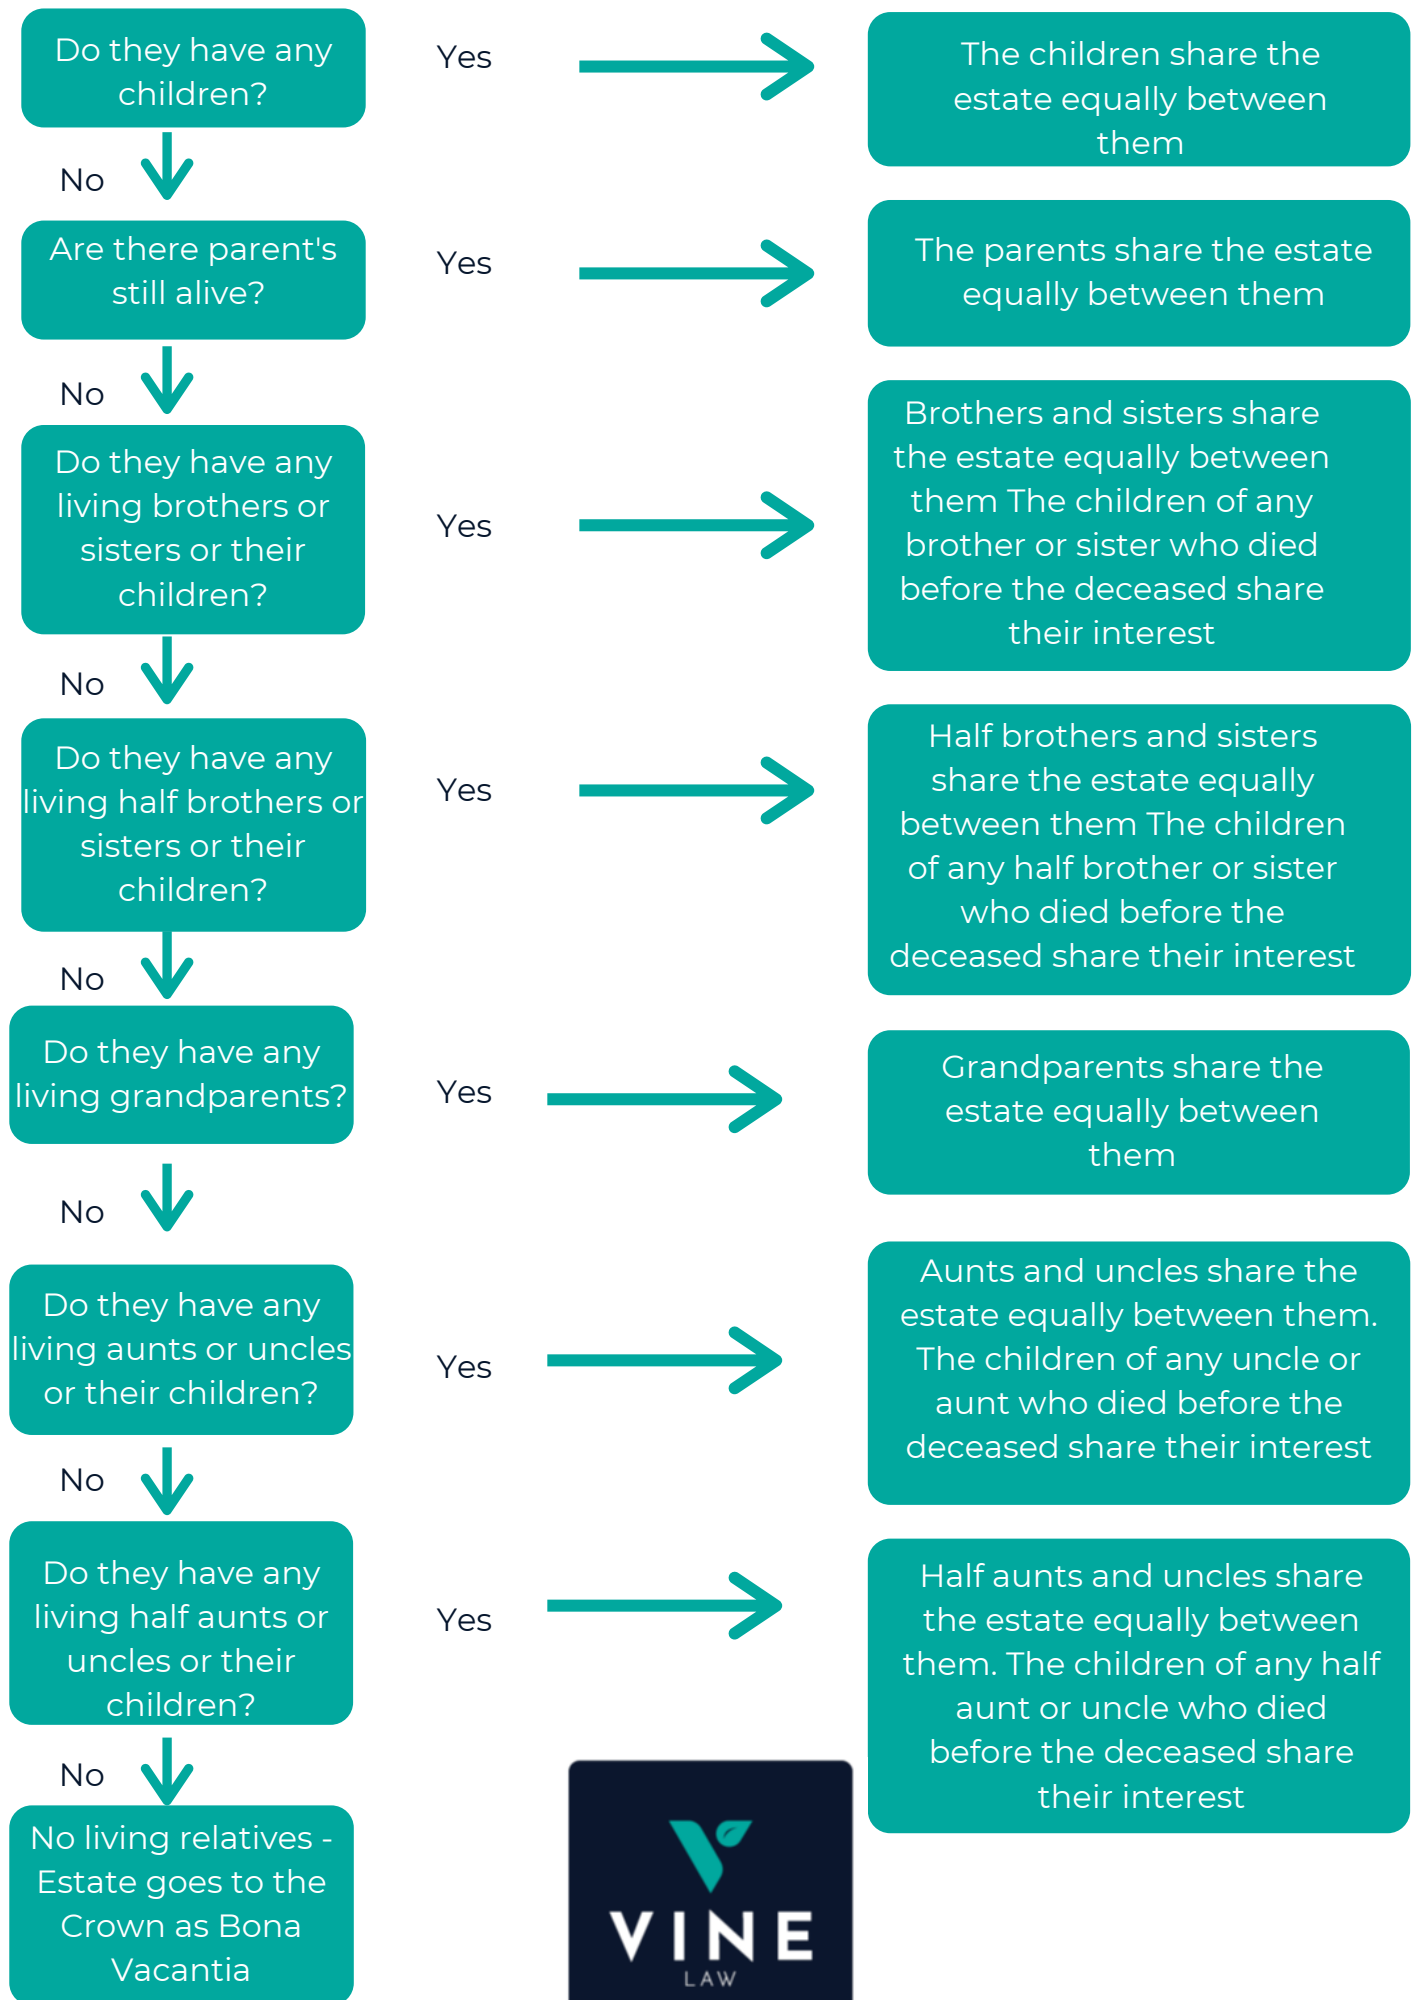 Do they have any
children?
Yes
The children share the
estate equally between
them
No
Are there parent's
still alive?
Yes
The parents share the estate
equally between them
No
Do they have any
living brothers or
sisters or their
children?
Yes
Brothers and sisters share
the estate equally between
them The children of any
brother or sister who died
before the deceased share
their interest
No
Do they have any
living half brothers or
sisters or their
children?
Yes
Half brothers and sisters
share the estate equally
between them The children
of any half brother or sister
who died before the
deceased share their interest
No
Do they have any
living grandparents?
Yes
Grandparents share the
estate equally between
them
No
Do they have any
living aunts or uncles
or their children?
Yes
Aunts and uncles share the
estate equally between them.
The children of any uncle or
aunt who died before the
deceased share their interest
No
Do they have any
living half aunts or
uncles or their
children?
Yes
Half aunts and uncles share
the estate equally between
them. The children of any half
aunt or uncle who died
before the deceased share
their interest
No
No living relatives -
Estate goes to the
Crown as Bona
Vacantia
VINE
LAW